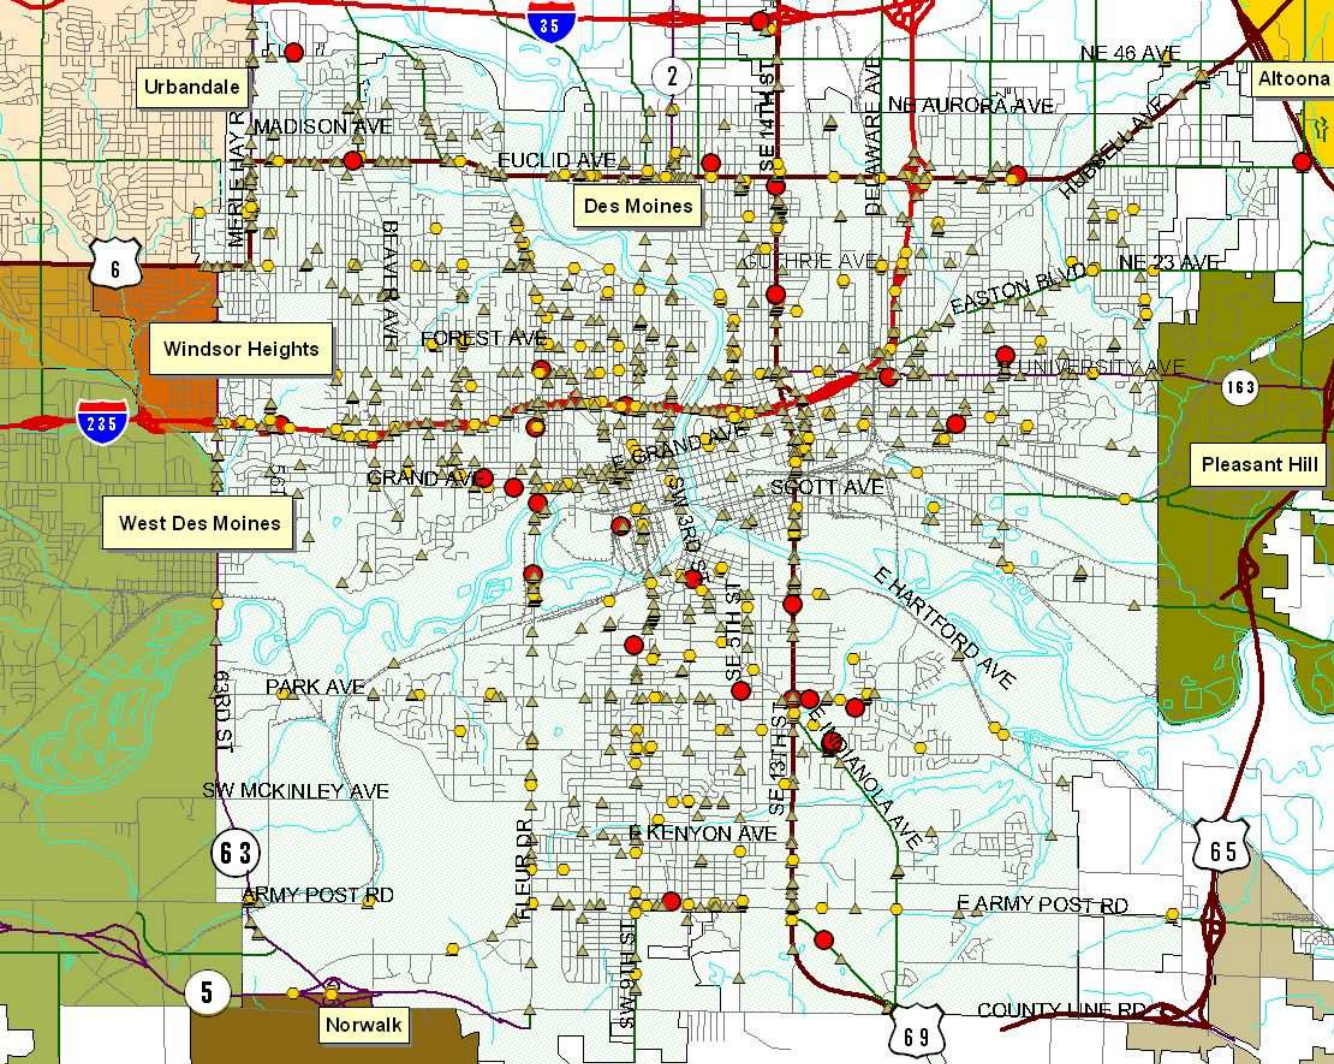 35
NE 46 AVE
2
Altoona
Urbandale
SE 14TH ST
DELAWARE AVE
NE AURORA AVE
HUBBELL AVE
MERLE HAY R
MADISON AVE
EUCLID AVE
Des Moines
BEAVER AVE
6
GUTHRIE AVE
NE 23 AVE
EASTON BLVD
FOREST AVE
Windsor Heights
UNIVERSITY AVE
163
235
E GRAND AVE
Pleasant Hill
GRAND AVE
SCOTT AVE
SW 3RD ST
West Des Moines
E HARTFORD AVE
SE 5TH ST
63RD ST
PARK AVE
SE 13TH ST
E INDIANOLA AVE
SW MCKINLEY AVE
E KENYON AVE
63
65
FLEUR DR
ARMY POST RD
E ARMY POST RD
SW 9TH ST
5
Norwalk
COUNTY LINE RD
69